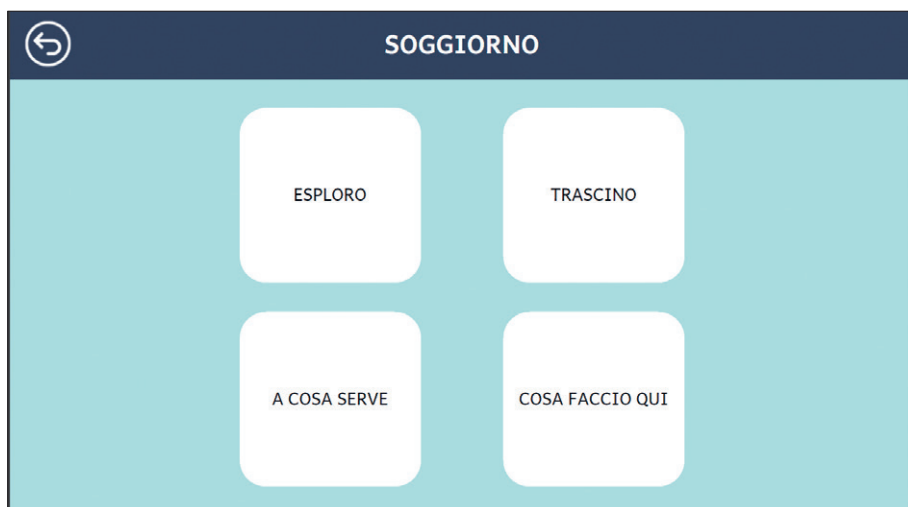 SOGGIORNO
ESPLORO
TRASCINO
A COSA SERVE
COSA FACCIO QUI